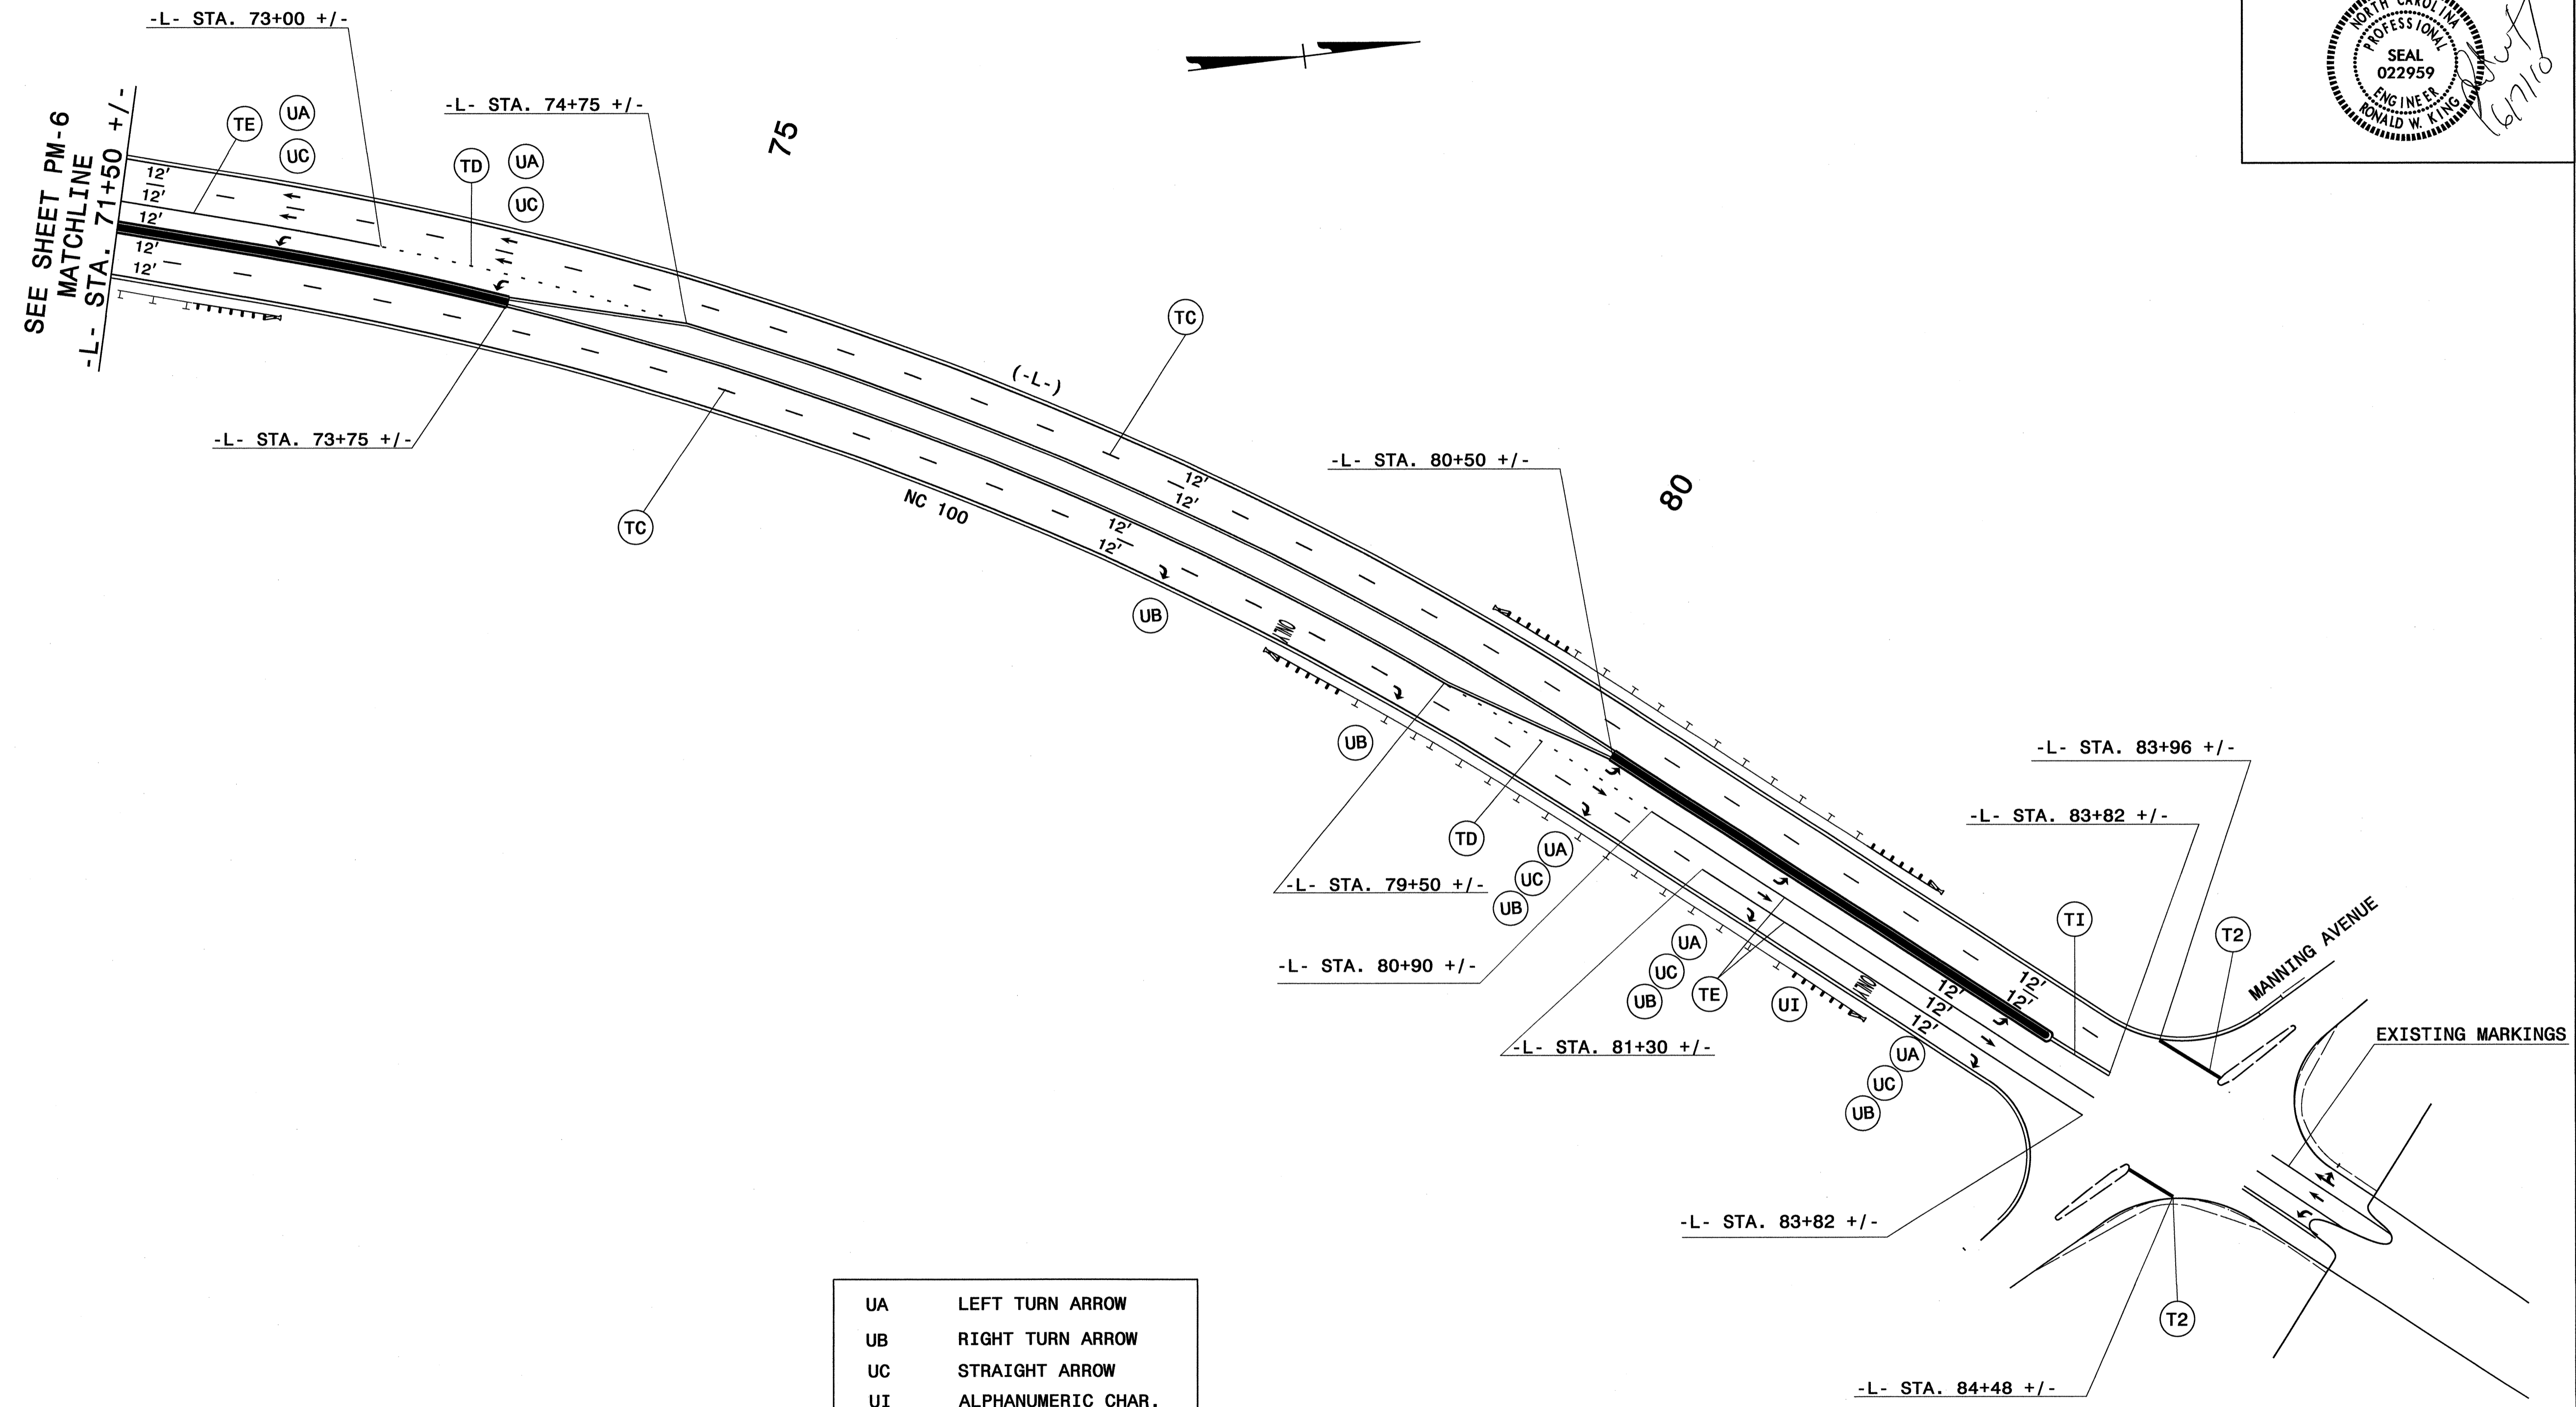 -L- STA. 73+00 +/-
NORTH CAROLINA
PROFESSIONAL
SEAL
022959
ENGINEER
RONALD W. KING
6/7/10
SEE SHEET PM-6
MATCHLINE
-L- STA. 71+50 +/-
TE
UA
UC
-L- STA. 74+75 +/-
TD
UA
UC
75
12'
12'
12'
12'
12'
-L- STA. 73+75 +/-
TC
(-L-)
TC
NC 100
12'
12'
12'
12'
-L- STA. 80+50 +/-
80
UB
ONLY
UB
TD
-L- STA. 79+50 +/-
UA
UC
UB
-L- STA. 80+90 +/-
UA
UC
UB
TE
UI
ONLY
-L- STA. 81+30 +/-
12'
12'
12'
12'
12'
UA
UC
UB
-L- STA. 83+96 +/-
-L- STA. 83+82 +/-
TI
T2
MANNING AVENUE
EXISTING MARKINGS
-L- STA. 83+82 +/-
T2
-L- STA. 84+48 +/-
UA LEFT TURN ARROW
UB RIGHT TURN ARROW
UC STRAIGHT ARROW
UI ALPHANUMERIC CHAR.